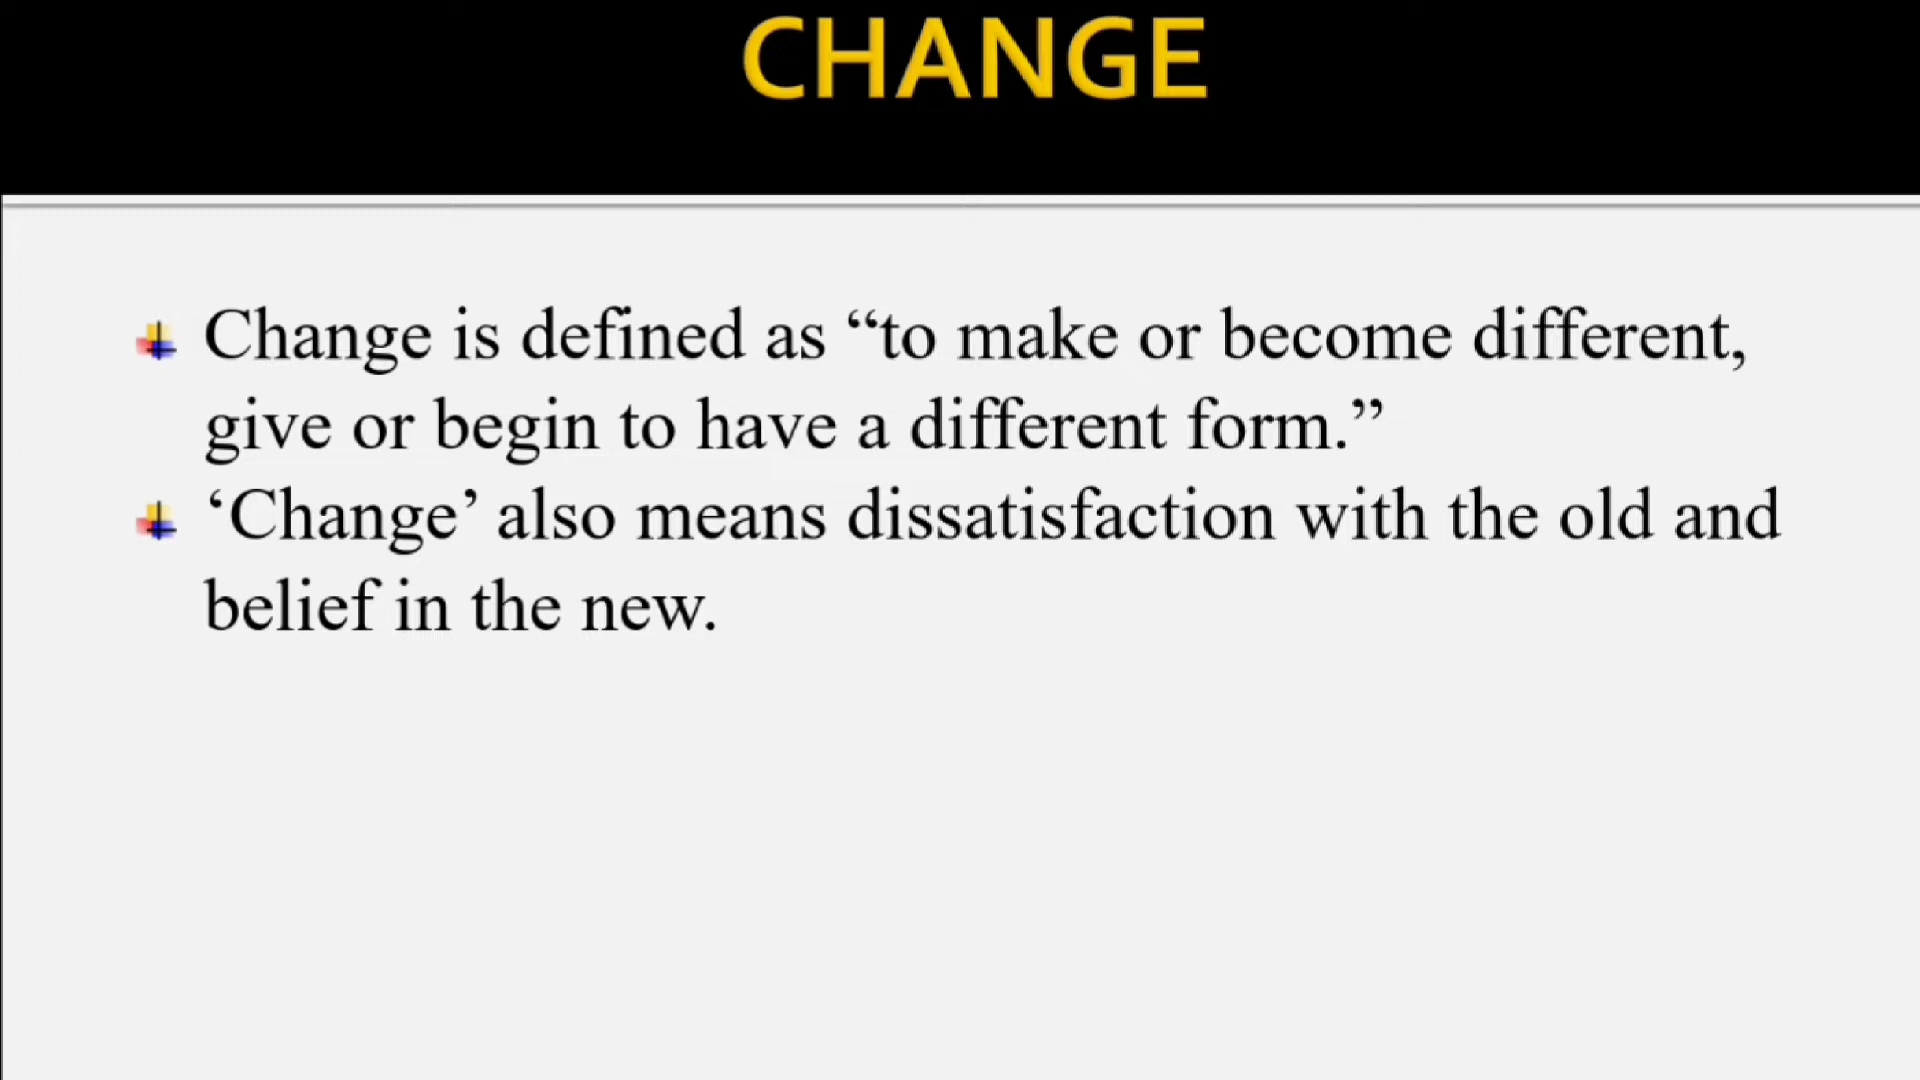 CHANGE
Change is defined as “to make or become different,
give or begin to have a different form.”
‘Change’ also means dissatisfaction with the old and
belief in the new.